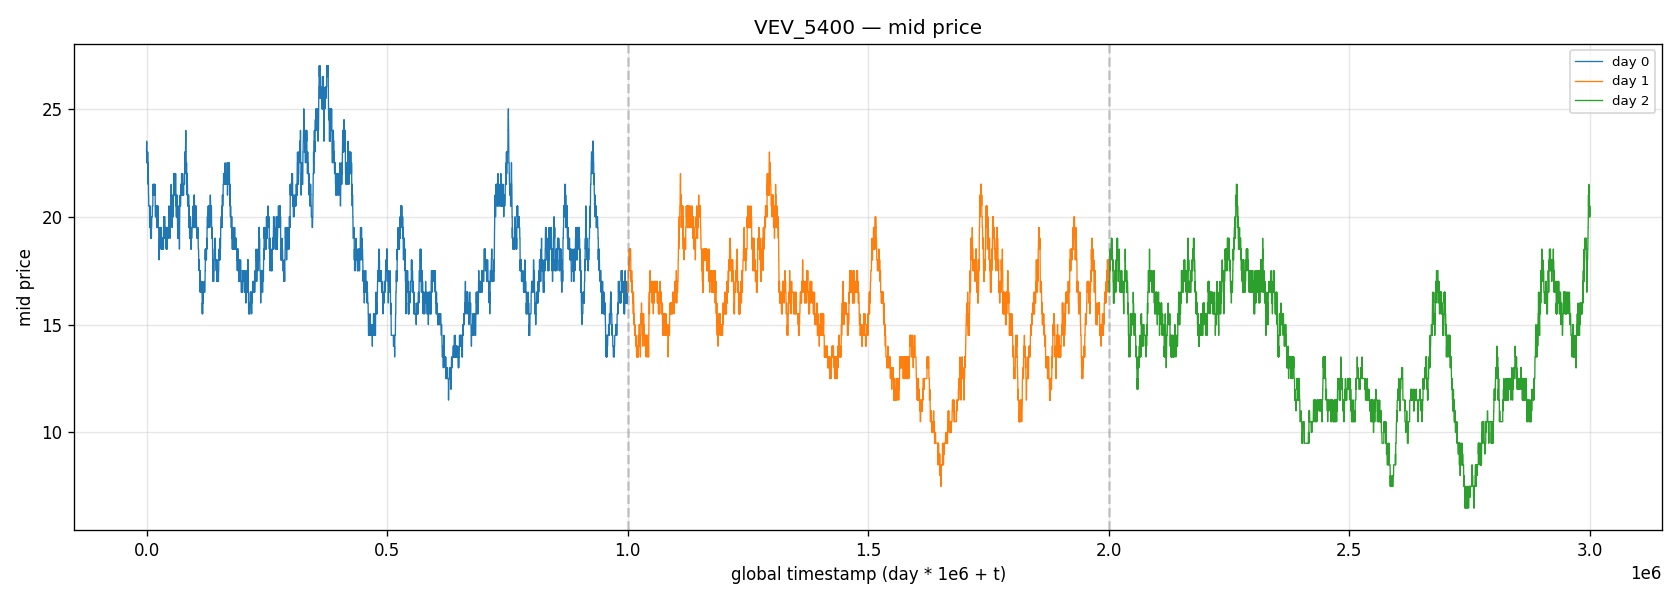 VEV_5400 — mid price
day 0
day 1
day 2
mid price
25
20
15
10
0.0 0.5 1.0 1.5 2.0 2.5 3.0
1e6
global timestamp (day * 1e6 + t)